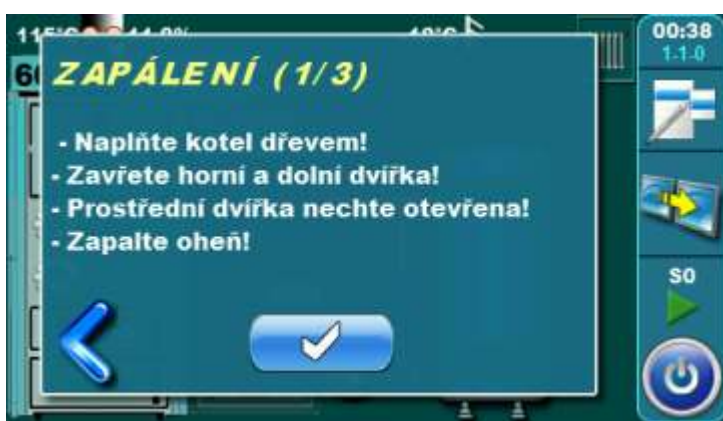 ZAPÁLENÍ (1/3)
- Naplňte kotel dřevem!
- Zavřete horní a dolní dvířka!
- Prostřední dvířka nechte otevřena!
- Zapalte oheň!
00:38
1-1-0
S0